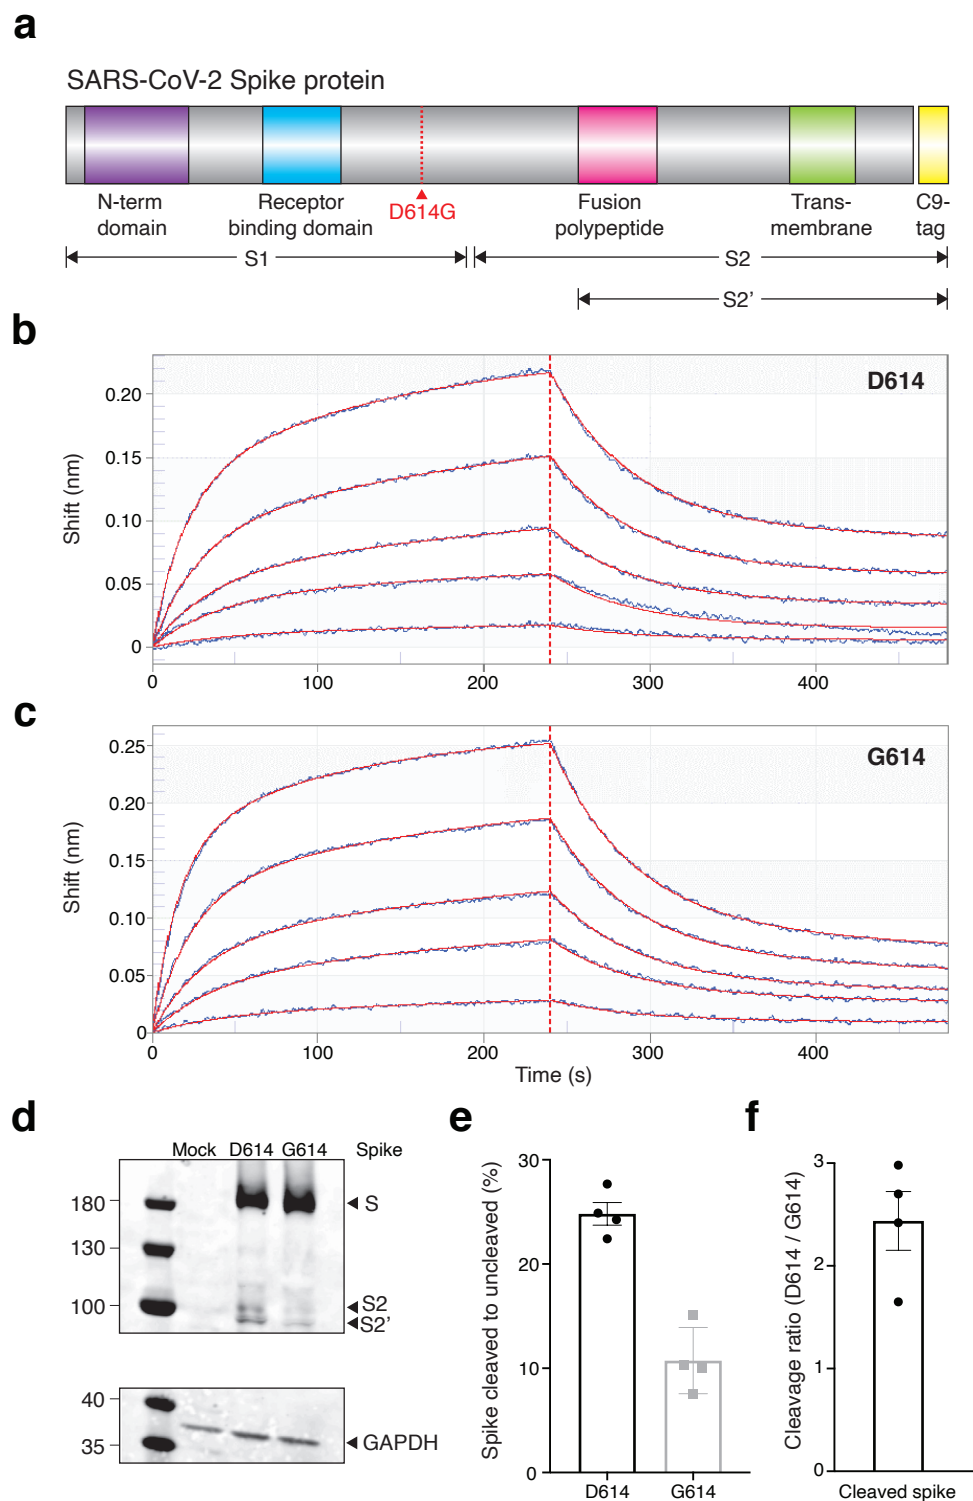 a
SARS-CoV-2 Spike protein
N-term
domain
Receptor
binding domain
D614G
Fusion
polypeptide
Trans-
membrane
C9-
tag
S1
S2
S2’
b
D614
Shift (nm)
0.20
0.15
0.10
0.05
0
0 100 200 300 400
c
G614
Shift (nm)
0.25
0.20
0.15
0.10
0.05
0
0 100 200 300 400
Time (s)
d
Mock D614 G614 Spike
180 S
130
100 S2
S2’
40
35 GAPDH
e
Spike cleaved to uncleaved (%)
30
20
10
0
D614 G614
f
Cleavage ratio (D614 / G614)
3
2
1
0
Cleaved spike